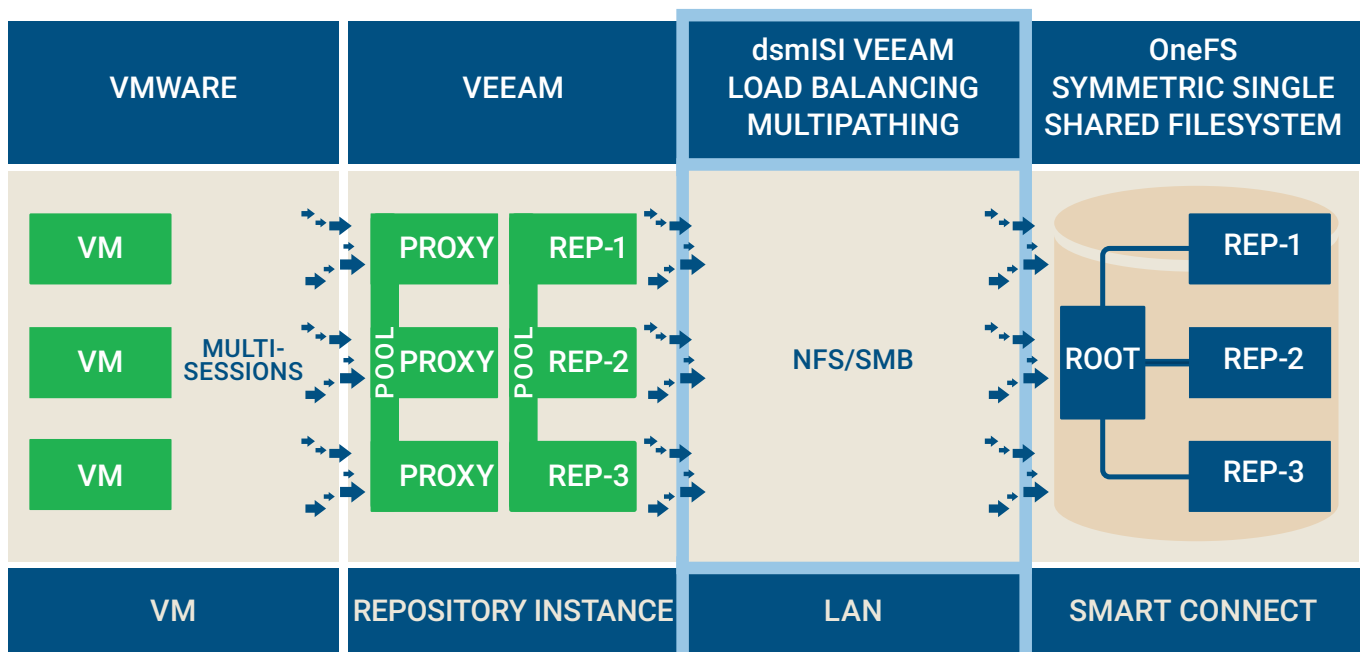 VMWARE
VEEAM
dsmISI VEEAM
LOAD BALANCING
MULTIPATHING
OneFS
SYMMETRIC SINGLE
SHARED FILESYSTEM
VM
VM
VM
MULTI-
SESSIONS
POOL
PROXY
PROXY
PROXY
POOL
REP-1
REP-2
REP-3
NFS/SMB
ROOT
REP-1
REP-2
REP-3
VM
REPOSITORY INSTANCE
LAN
SMART CONNECT